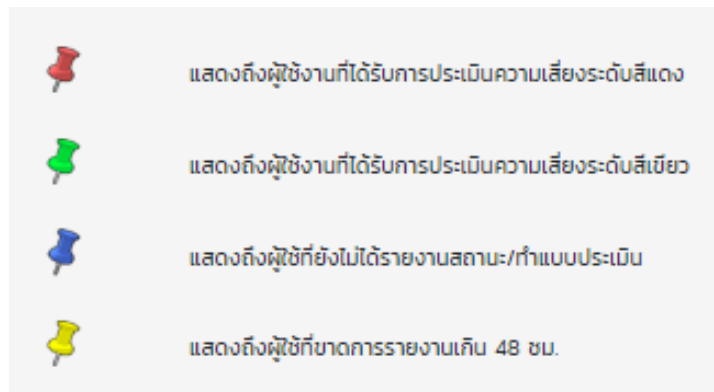 แสดงถึงผู้ใช้งานที่ได้รับการประเมินความเสี่ยงระดับสีแดง
แสดงถึงผู้ใช้งานที่ได้รับการประเมินความเสี่ยงระดับสีเขียว
แสดงถึงผู้ใช้ที่ยังไม่ได้รายงานสถานะ/ทำแบบประเมิน
แสดงถึงผู้ใช้ที่ขาดการรายงานเกิน 48 ชม.